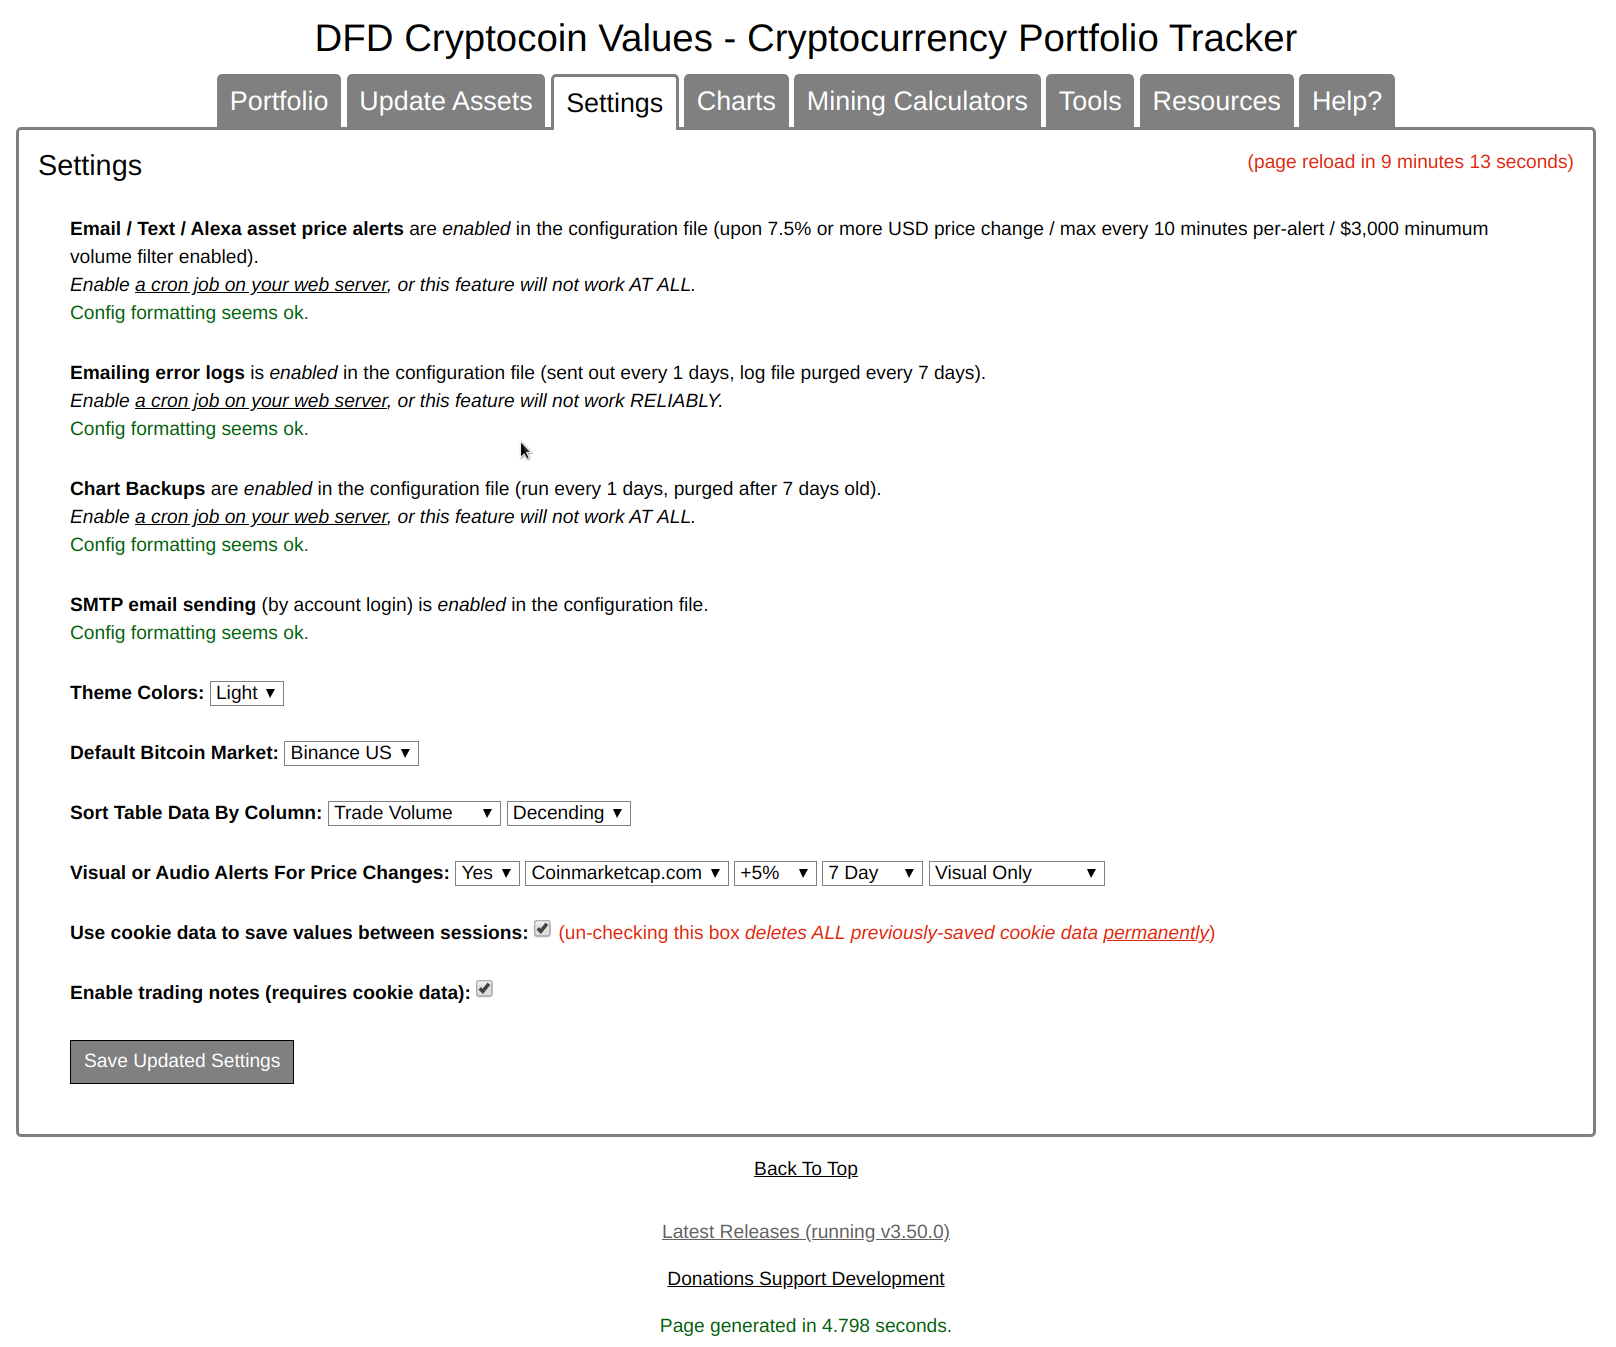 DFD Cryptocoin Values - Cryptocurrency Portfolio Tracker
Portfolio Update Assets Settings Charts Mining Calculators Tools Resources Help?
Settings
(page reload in 9 minutes 13 seconds)
Email / Text / Alexa asset price alerts are enabled in the configuration file (upon 7.5% or more USD price change / max every 10 minutes per-alert / $3,000 minumum
volume filter enabled).
Enable a cron job on your web server, or this feature will not work AT ALL.
Config formatting seems ok.
Emailing error logs is enabled in the configuration file (sent out every 1 days, log file purged every 7 days).
Enable a cron job on your web server, or this feature will not work RELIABLY.
Config formatting seems ok.
Chart Backups are enabled in the configuration file (run every 1 days, purged after 7 days old).
Enable a cron job on your web server, or this feature will not work AT ALL.
Config formatting seems ok.
SMTP email sending (by account login) is enabled in the configuration file.
Config formatting seems ok.
Theme Colors: Light
Default Bitcoin Market: Binance US
Sort Table Data By Column: Trade Volume Decending
Visual or Audio Alerts For Price Changes: Yes Coinmarketcap.com +5% 7 Day Visual Only
Use cookie data to save values between sessions: (un-checking this box deletes ALL previously-saved cookie data permanently)
Enable trading notes (requires cookie data):
Save Updated Settings
Back To Top
Latest Releases (running v3.50.0)
Donations Support Development
Page generated in 4.798 seconds.